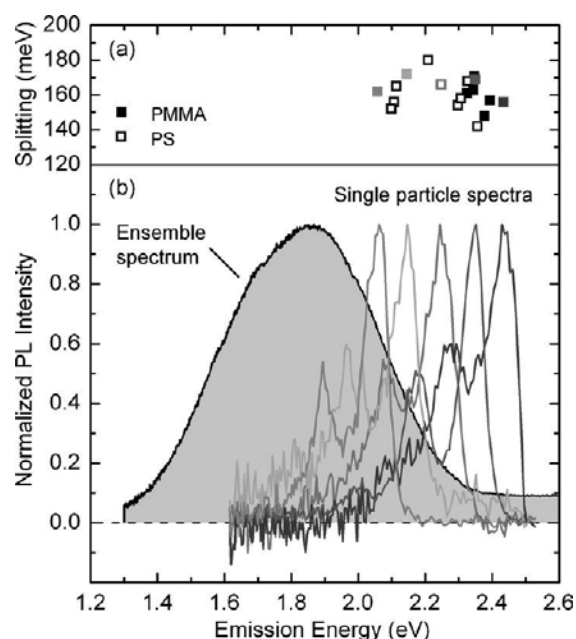 200
180
160
140
120
Splitting (meV)
(a)
PMMA
PS
(b)
Single particle spectra
Ensemble
spectrum
1.0
0.8
0.6
0.4
0.2
0.0
Normalized PL Intensity
1.2 1.4 1.6 1.8 2.0 2.2 2.4 2.6
Emission Energy (eV)